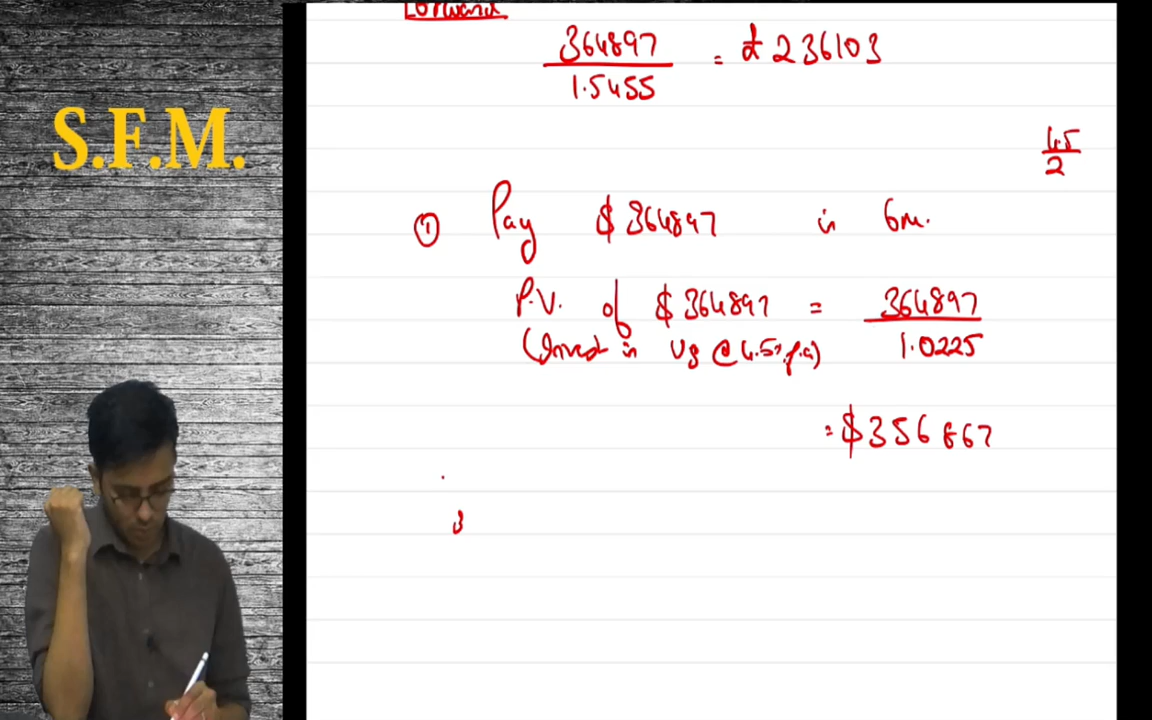 S.F.M.
Forward
364897
1.5455
= £236103
4.5
2
① Pay $364897 in 6m.
P.V. of $364897 = 364897
(Invest in US @ 4.5% p.a) 1.0225
= $356867